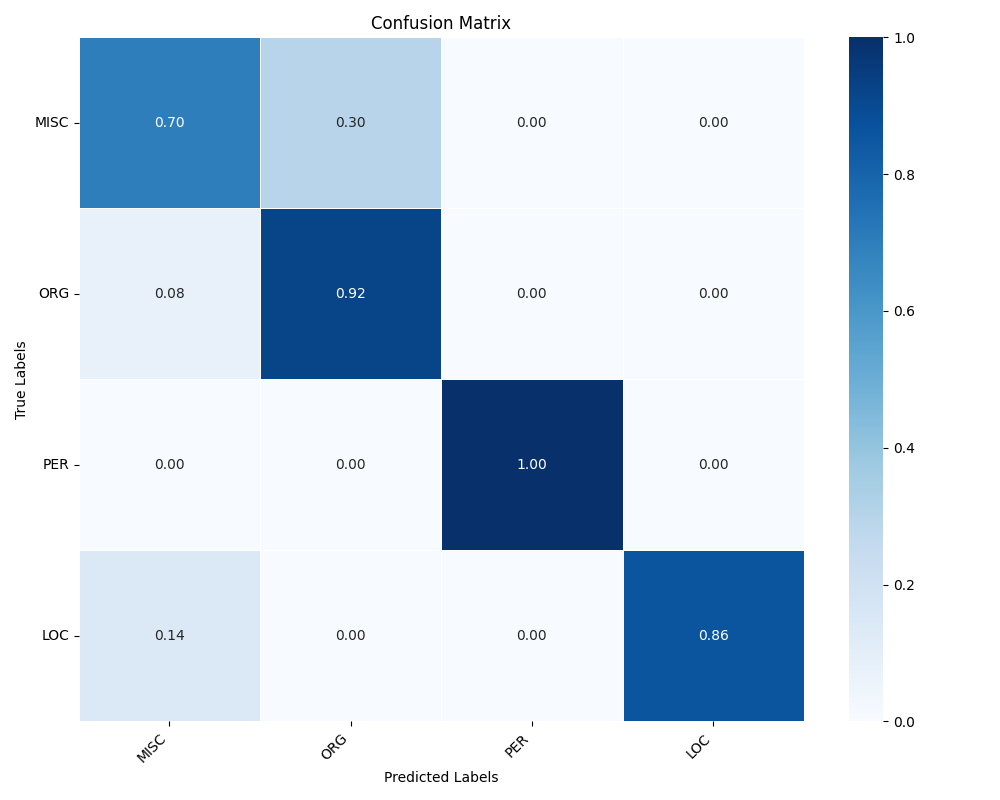 Confusion Matrix
1.0
MISC 0.70 0.30 0.00 0.00
0.8
ORG 0.08 0.92 0.00 0.00
0.6
True Labels
0.4
PER 0.00 0.00 1.00 0.00
0.2
LOC 0.14 0.00 0.00 0.86
0.0
MISC ORG PER LOC
Predicted Labels